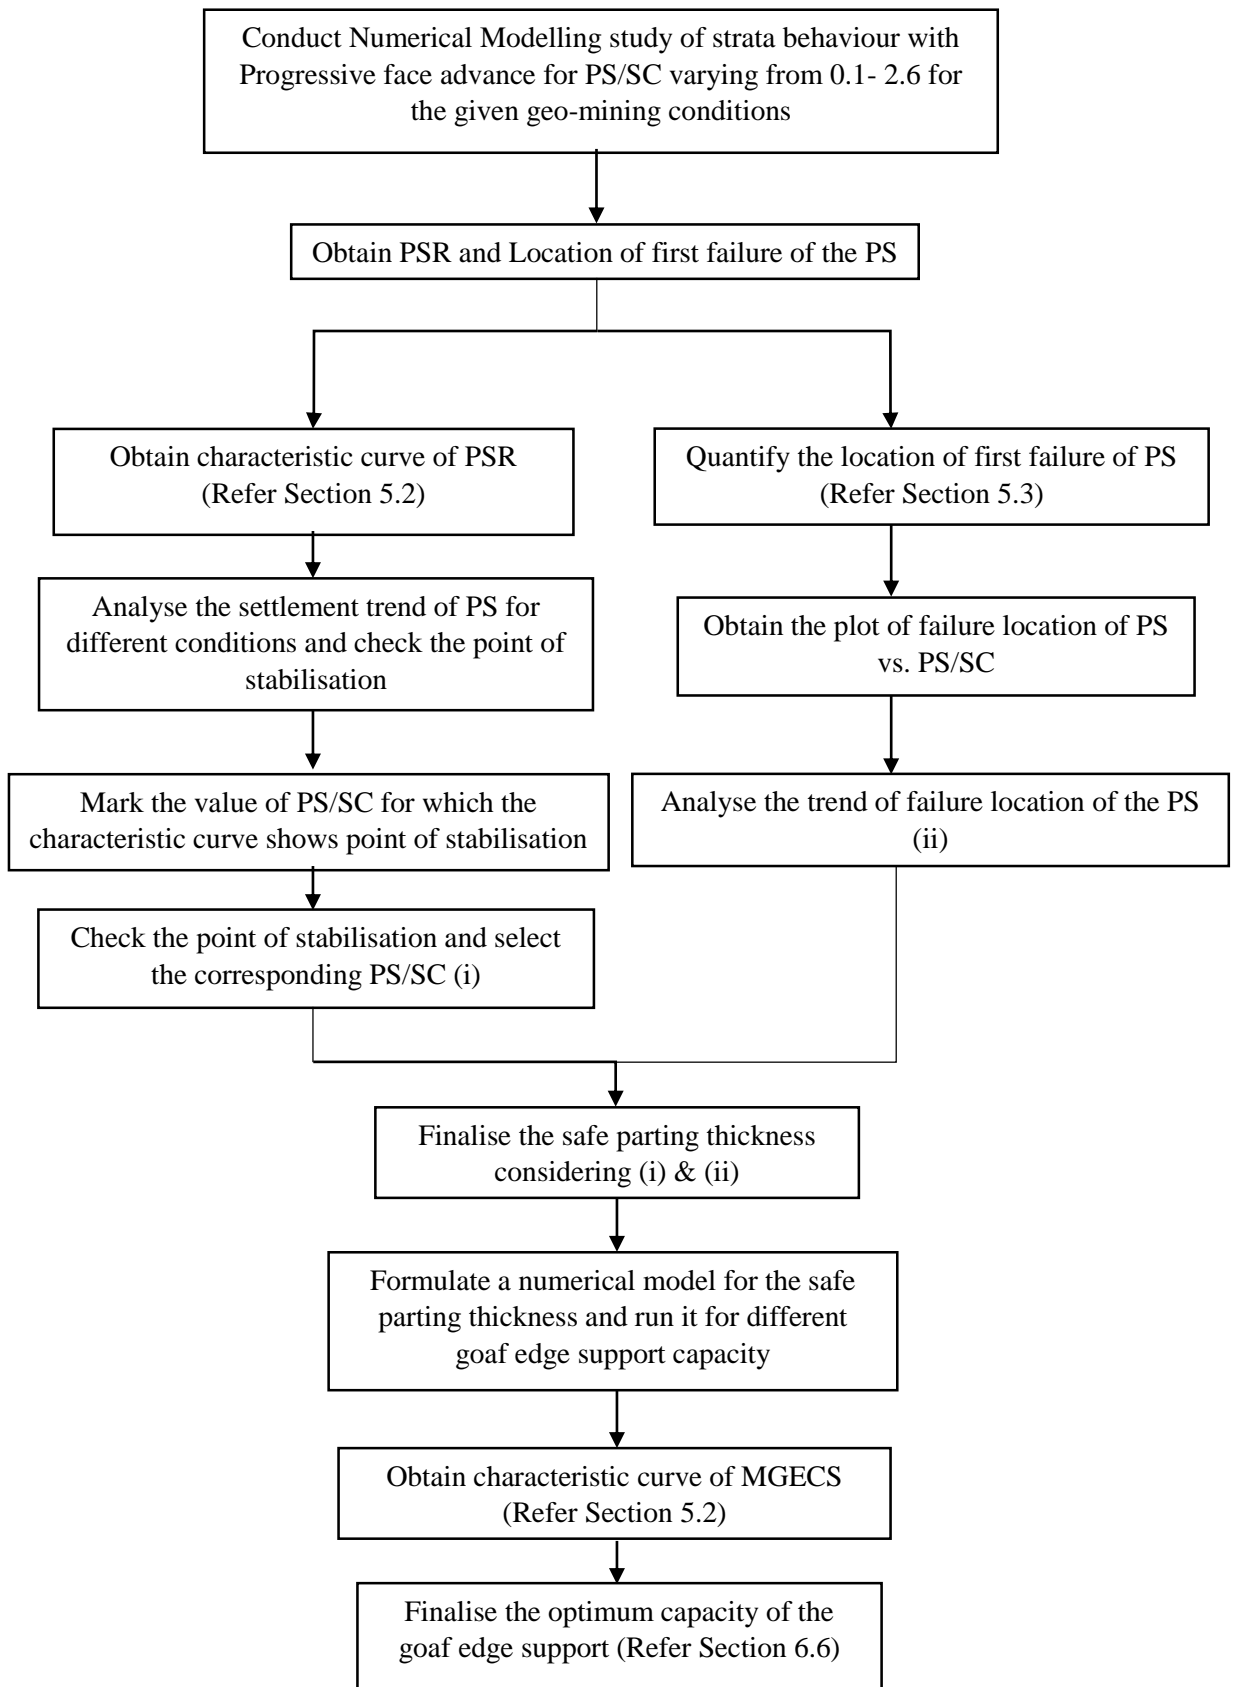 Conduct Numerical Modelling study of strata behaviour with
Progressive face advance for PS/SC varying from 0.1- 2.6 for
the given geo-mining conditions
Obtain PSR and Location of first failure of the PS
Obtain characteristic curve of PSR
(Refer Section 5.2)
Analyse the settlement trend of PS for
different conditions and check the point of
stabilisation
Mark the value of PS/SC for which the
characteristic curve shows point of stabilisation
Check the point of stabilisation and select
the corresponding PS/SC (i)
Quantify the location of first failure of PS
(Refer Section 5.3)
Obtain the plot of failure location of PS
vs. PS/SC
Analyse the trend of failure location of the PS
(ii)
Finalise the safe parting thickness
considering (i) & (ii)
Formulate a numerical model for the safe
parting thickness and run it for different
goaf edge support capacity
Obtain characteristic curve of MGECS
(Refer Section 5.2)
Finalise the optimum capacity of the
goaf edge support (Refer Section 6.6)